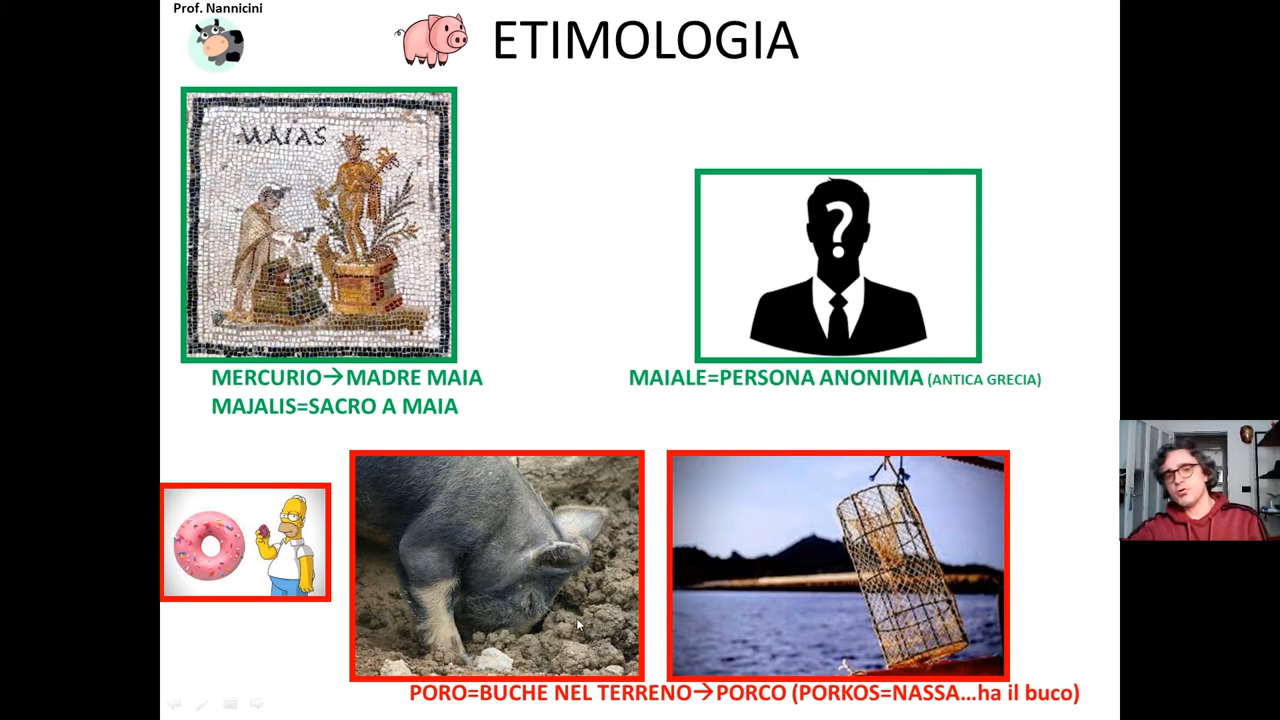 Prof. Nannicini
ETIMOLOGIA
MAIAS
?
MERCURIO→MADRE MAIA
MAJALIS=SACRO A MAIA
MAIALE=PERSONA ANONIMA (ANTICA GRECIA)
PORO=BUCHE NEL TERRENO→PORCO (PORKOS=NASSA...ha il buco)